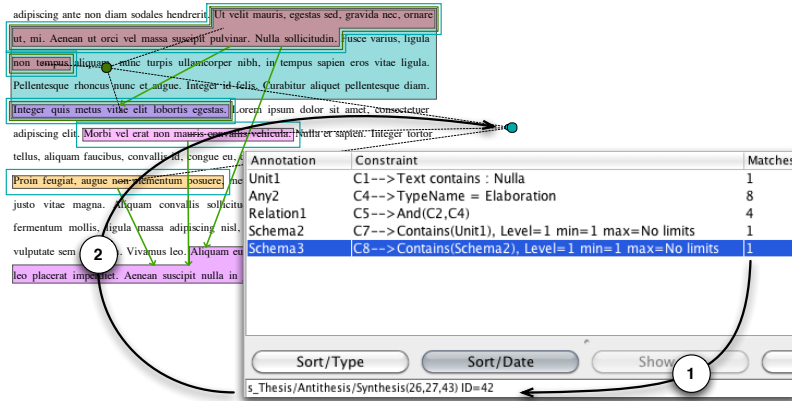 adipiscing ante non diam sodales hendrerit. Ut velit mauris, egestas sed, gravida nec, ornare
ut, mi. Aenean ut orci vel massa suscipit pulvinar. Nulla sollicitudin. Fusce varius, ligula
non tempus aliquam, nunc turpis ullamcorper nibh, in tempus sapien eros vitae ligula.
Pellentesque rhoncus nunc et augue. Integer id felis. Curabitur aliquet pellentesque diam.
Integer quis metus vitae elit lobortis egestas. Lorem ipsum dolor sit amet, consectetuer
adipiscing elit. Morbi vel erat non mauris convallis vehicula. Nulla et sapien. Integer tortor
tellus, aliquam faucibus, convallis id, congue eu,
Proin feugiat, augue non elementum posuere,
justo vitae magna. Aliquam convallis
fermentum mollis, ligula massa adipiscing nisl,
vulputate sem Vivamus leo. Aliquam eu
leo placerat imperdiet. Aenean suscipit nulla in
Annotation Constraint Matches
Unit1 C1-->Text contains : Nulla 1
Any2 C4-->TypeName = Elaboration 8
Relation1 C5-->And(C2,C4) 4
Schema2 C7-->Contains(Unit1), Level=1 min=1 max=No limits 1
Schema3 C8-->Contains(Schema2), Level=1 min=1 max=No limits 1
2
Sort/Type Sort/Date Show
1
s_Thesis/Antithesis/Synthesis(26,27,43) ID=42